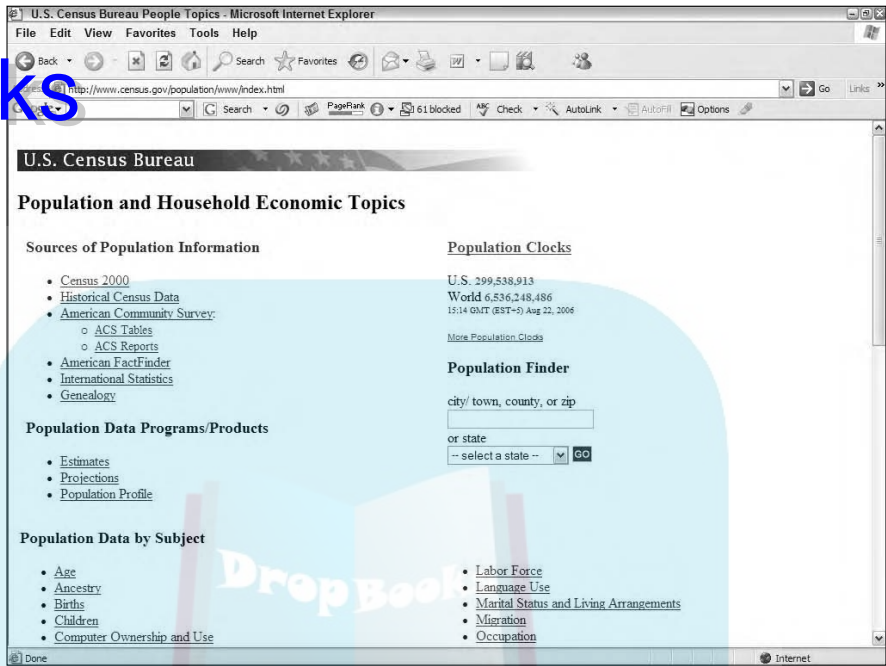 U.S. Census Bureau People Topics - Microsoft Internet Explorer
File Edit View Favorites Tools Help
Back Search Favorites
ks
http://www.census.gov/population/www/index.html Go Links »
Search PageRank 61 blocked ABC Check AutoLink AutoFill Options
U.S. Census Bureau
Population and Household Economic Topics
Sources of Population Information
• Census 2000
• Historical Census Data
• American Community Survey:
o ACS Tables
o ACS Reports
• American FactFinder
• International Statistics
• Genealogy
Population Data Programs/Products
• Estimates
• Projections
• Population Profile
Population Clocks
U.S. 299,538,913
World 6,536,248,486
15:14 GMT (EST+5) Aug 22, 2006
More Population Clocks
Population Finder
city/ town, county, or zip
or state
-- select a state -- GO
Population Data by Subject
• Age
• Ancestry
• Births
• Children
• Computer Ownership and Use
• Labor Force
• Language Use
• Marital Status and Living Arrangements
• Migration
• Occupation
DropBook
Done Internet